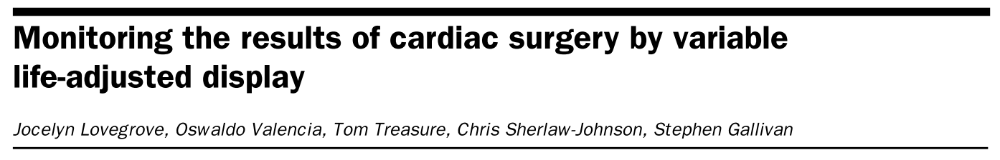 Monitoring the results of cardiac surgery by variable
life-adjusted display
Jocelyn Lovegrove, Oswaldo Valencia, Tom Treasure, Chris Sherlaw-Johnson, Stephen Gallivan